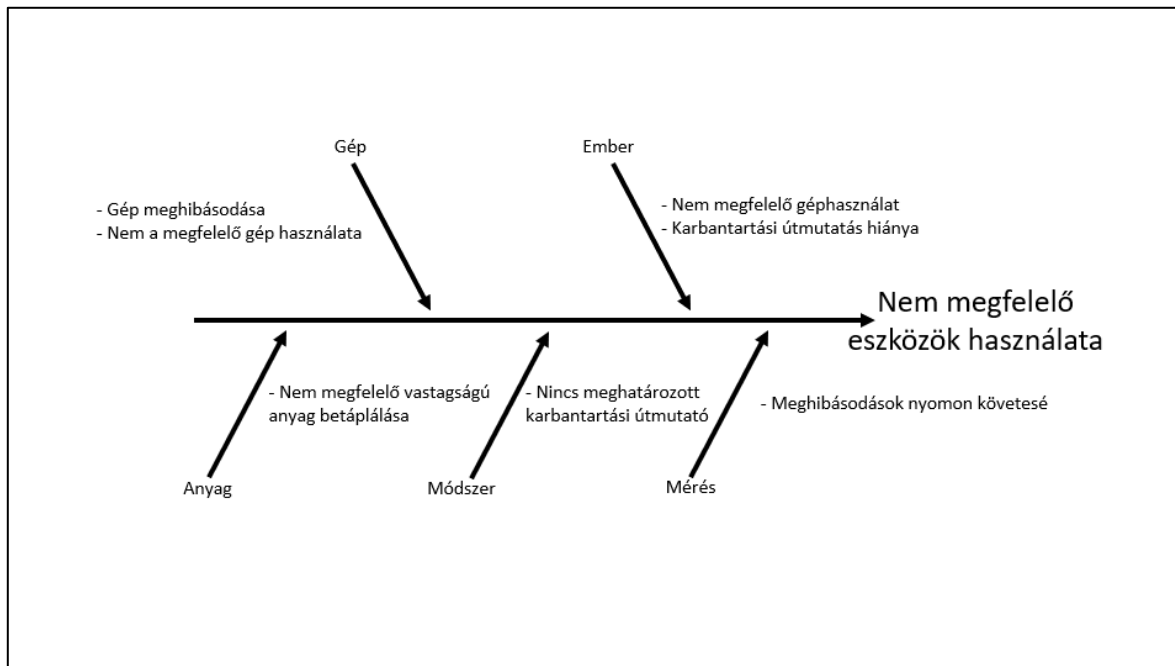 Gép
Ember
- Gép meghibásodása
- Nem a megfelelő gép használata
- Nem megfelelő géphasználat
- Karbantartási útmutatás hiánya
Nem megfelelő
eszközök használata
- Nem megfelelő vastagságú
anyag betáplálása
- Nincs meghatározott
karbantartási útmutató
- Meghibásodások nyomon követesé
Anyag
Módszer
Mérés